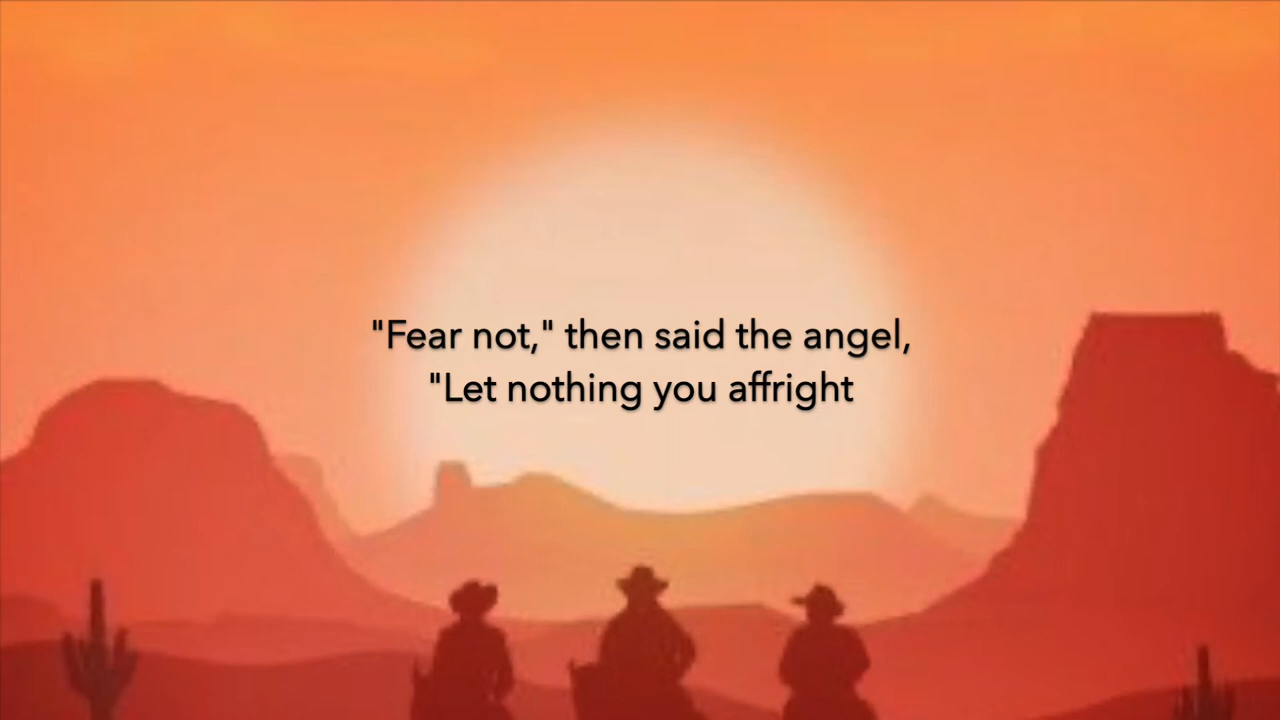 "Fear not," then said the angel,
"Let nothing you affright